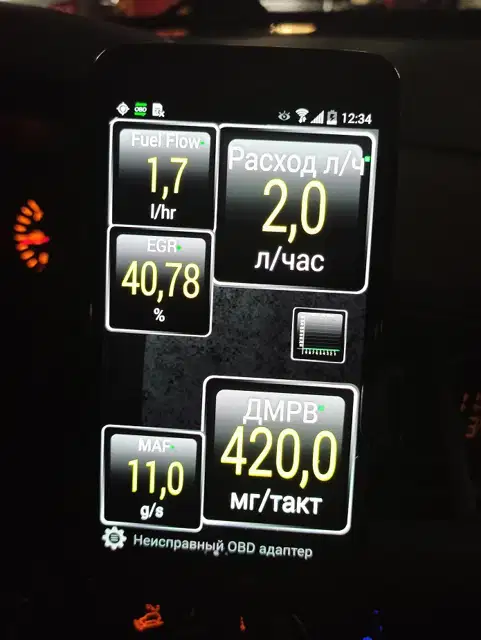 OBD
12:34
Fuel Flow
1,7
l/hr
Расход л/ч
2,0
л/час
EGR
40,78
%
ДМРВ
420,0
мг/такт
MAF
11,0
g/s
Неисправный OBD адаптер